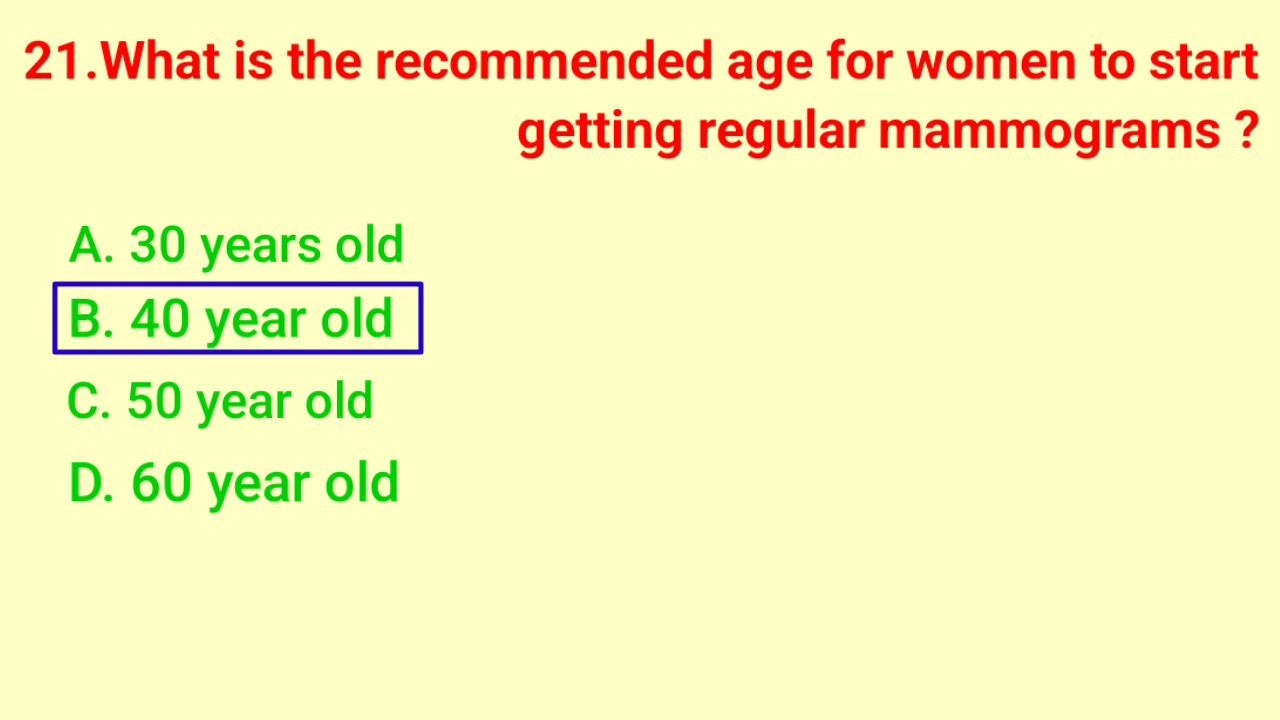 21.What is the recommended age for women to start
getting regular mammograms ?
A. 30 years old
B. 40 year old
C. 50 year old
D. 60 year old